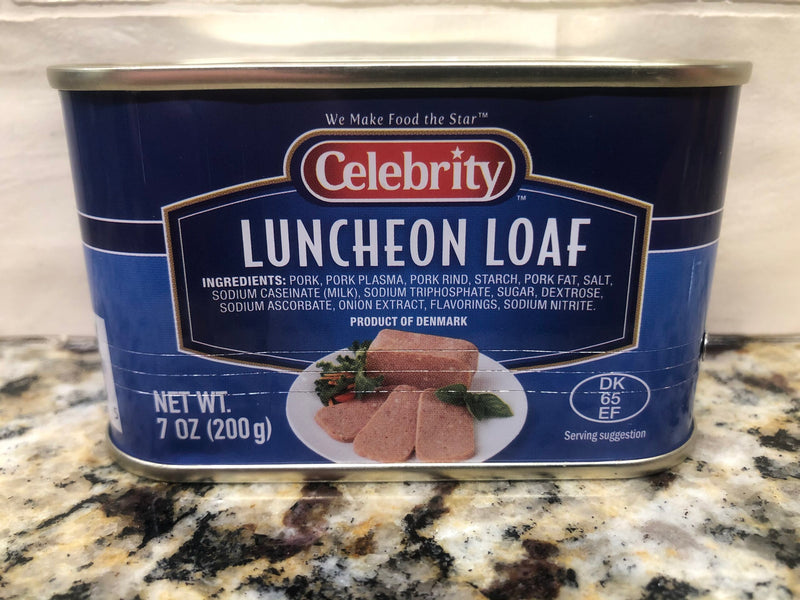 We Make Food the Star™
Celebrity™
LUNCHEON LOAF
INGREDIENTS: PORK, PORK PLASMA, PORK RIND, STARCH, PORK FAT, SALT,
SODIUM CASEINATE (MILK), SODIUM TRIPHOSPHATE, SUGAR, DEXTROSE,
SODIUM ASCORBATE, ONION EXTRACT, FLAVORINGS, SODIUM NITRITE.
PRODUCT OF DENMARK
NET WT.
7 OZ (200g)
DK
65
EF
Serving suggestion
5